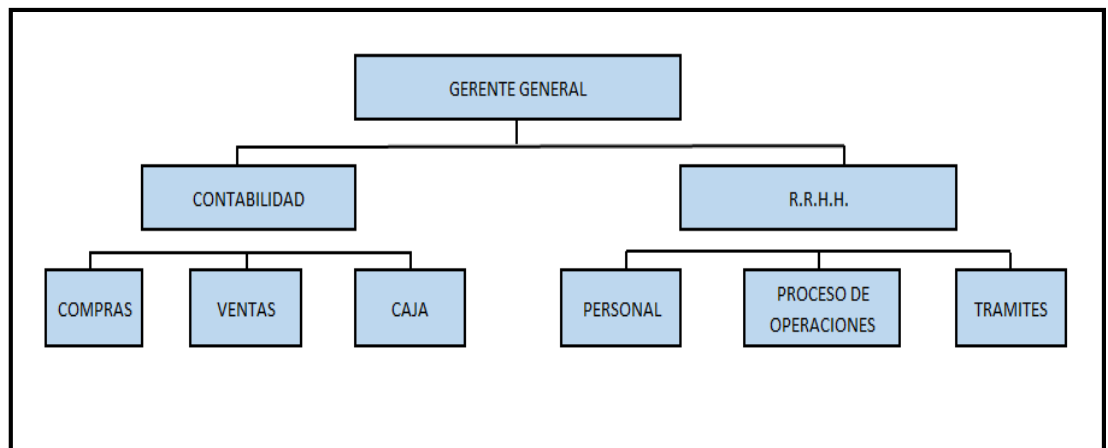 GERENTE GENERAL
CONTABILIDAD
R.R.H.H.
COMPRAS
VENTAS
CAJA
PERSONAL
PROCESO DE
OPERACIONES
TRAMITES